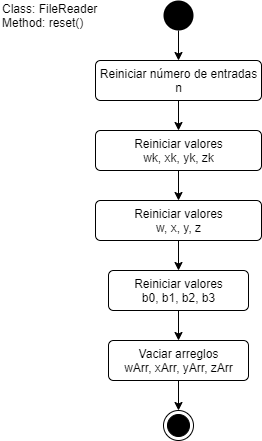 Class: FileReader
Method: reset()
Reiniciar número de entradas
n
Reiniciar valores
wk, xk, yk, zk
Reiniciar valores
w, x, y, z
Reiniciar valores
b0, b1, b2, b3
Vaciar arreglos
wArr, xArr, yArr, zArr